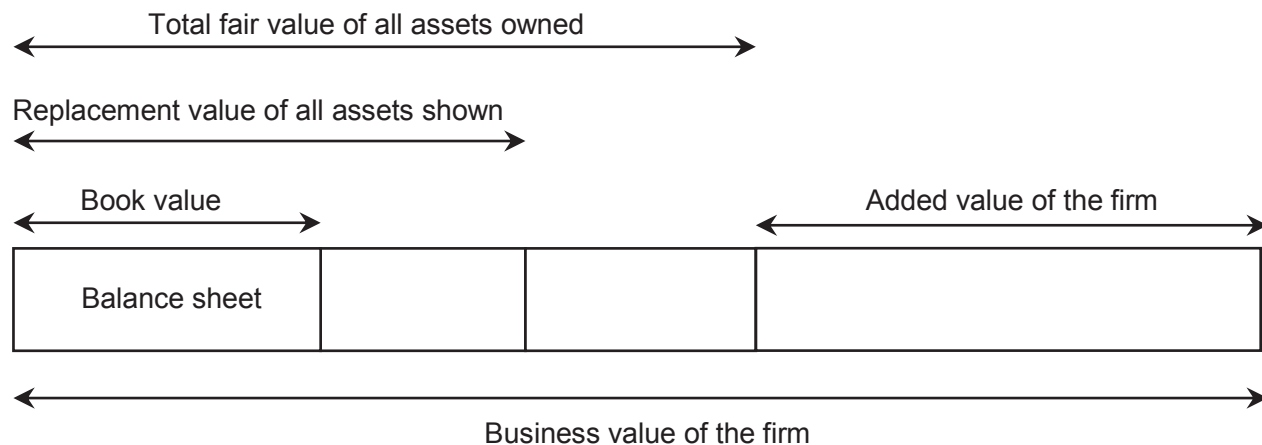 Total fair value of all assets owned
Replacement value of all assets shown
Book value
Added value of the firm
Balance sheet
Business value of the firm